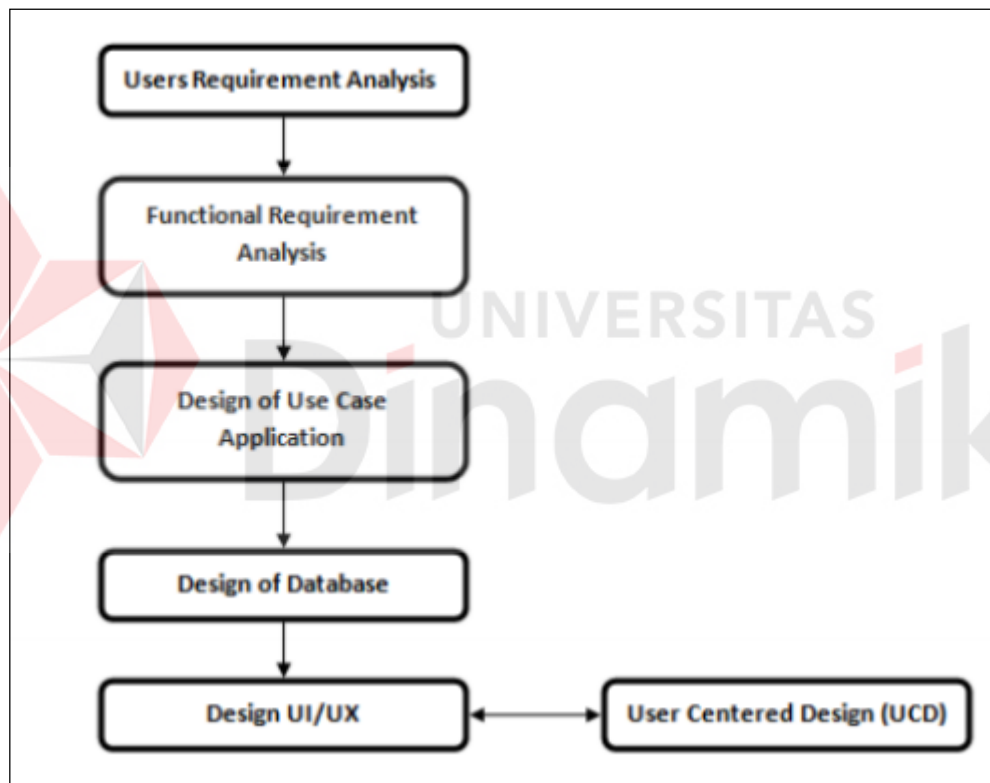 Users Requirement Analysis
Functional Requirement
Analysis
UNIVERSITAS
Dinamik
Design of Use Case
Application
Design of Database
Design UI/UX
User Centered Design (UCD)